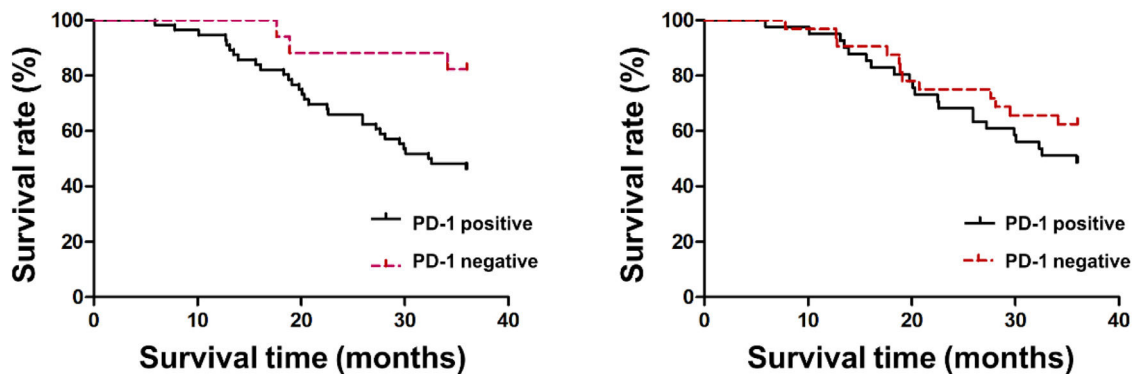 Survival rate (%)
100
80
60
40
20
0
PD-1 positive
PD-1 negative
0 10 20 30 40
Survival time (months)
Survival rate (%)
100
80
60
40
20
0
PD-1 positive
PD-1 negative
0 10 20 30 40
Survival time (months)